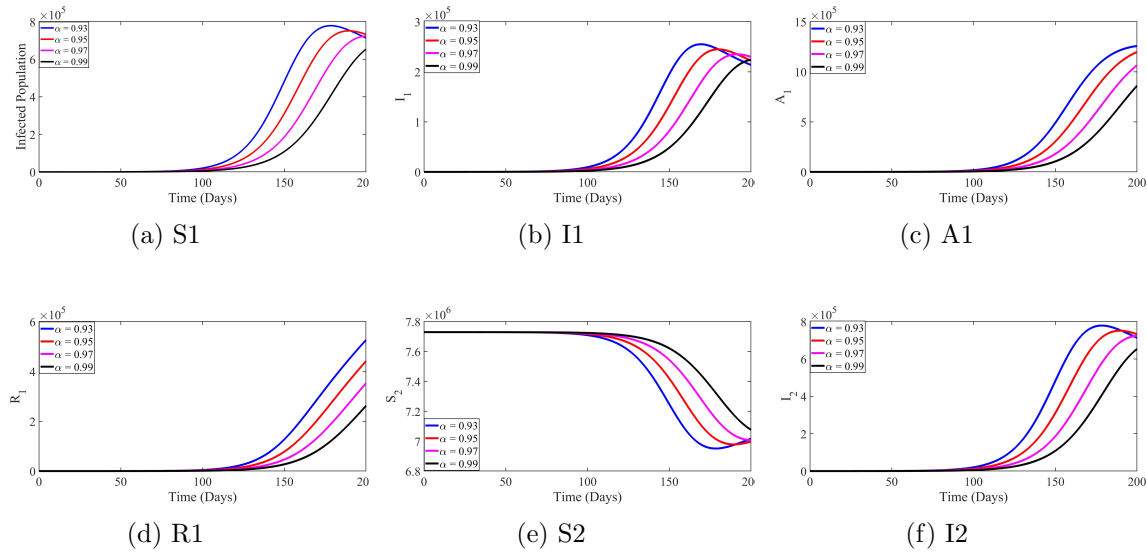 ×10⁵
8
6
4
2
0
Infected Population
α = 0.93
α = 0.95
α = 0.97
α = 0.99
0 50 100 150 20
Time (Days)
(a) S1
×10⁵
3
2
1
0
I₁
α = 0.93
α = 0.95
α = 0.97
α = 0.99
0 50 100 150 20
Time (Days)
(b) I1
×10⁵
15
10
5
0
A₁
α = 0.93
α = 0.95
α = 0.97
α = 0.99
0 50 100 150 200
Time (Days)
(c) A1
×10⁵
6
4
2
0
R₁
α = 0.93
α = 0.95
α = 0.97
α = 0.99
0 50 100 150 20
Time (Days)
(d) R1
×10⁶
7.8
7.6
7.4
7.2
7
6.8
S₂
α = 0.93
α = 0.95
α = 0.97
α = 0.99
0 50 100 150 20
Time (Days)
(e) S2
×10⁵
8
6
4
2
0
I₂
α = 0.93
α = 0.95
α = 0.97
α = 0.99
0 50 100 150 200
Time (Days)
(f) I2